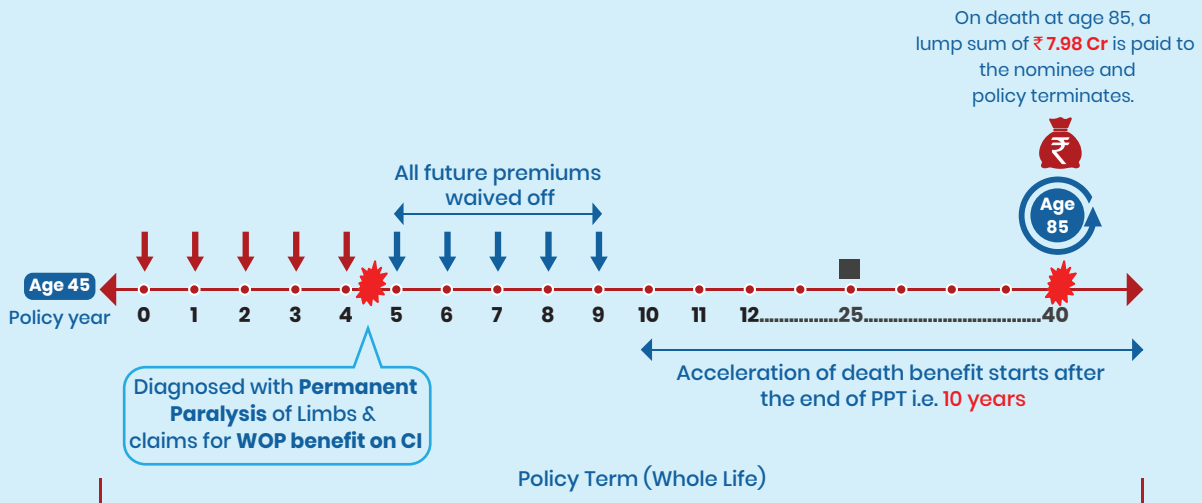 On death at age 85, a
lump sum of ₹ 7.98 Cr is paid to
the nominee and
policy terminates.
₹
Age
85
All future premiums
waived off
Age 45
Policy year
0 1 2 3 4 5 6 7 8 9 10 11 12................25....................................40
Diagnosed with Permanent
Paralysis of Limbs &
claims for WOP benefit on CI
Acceleration of death benefit starts after
the end of PPT i.e. 10 years
Policy Term (Whole Life)